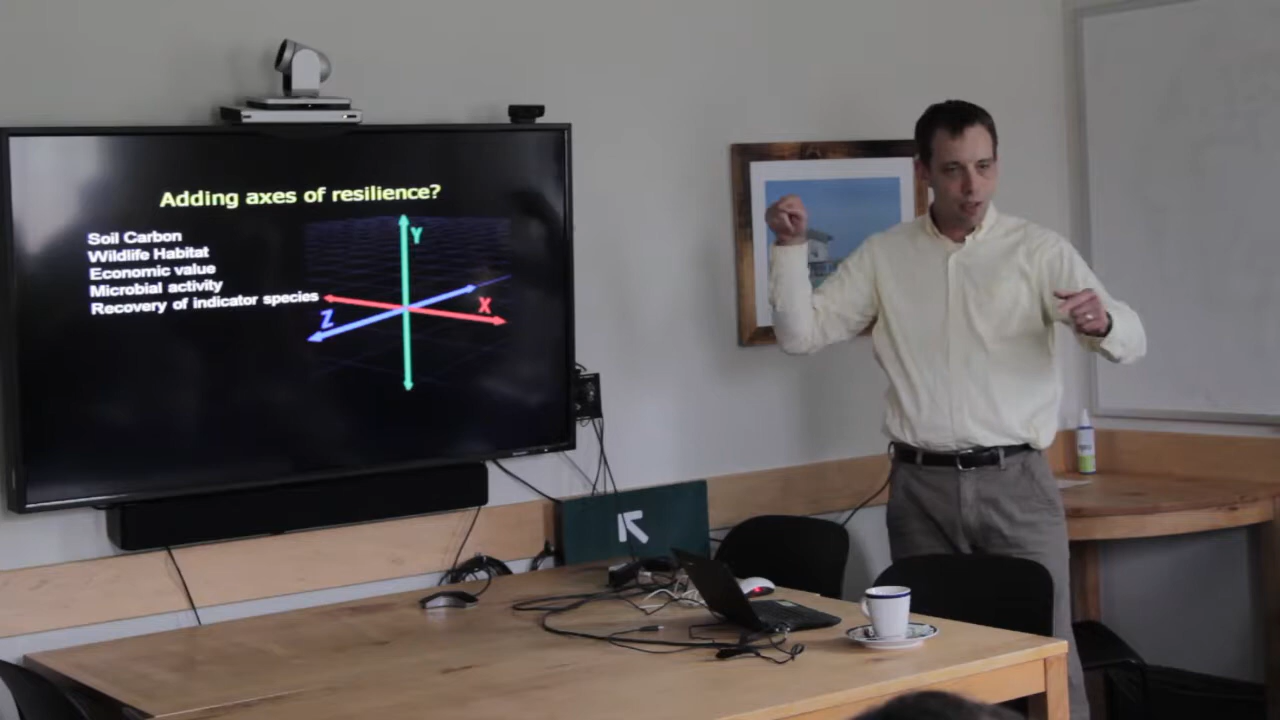 Adding axes of resilience?
Soil Carbon
Wildlife Habitat
Economic value
Microbial activity
Recovery of indicator species
Y
X
Z